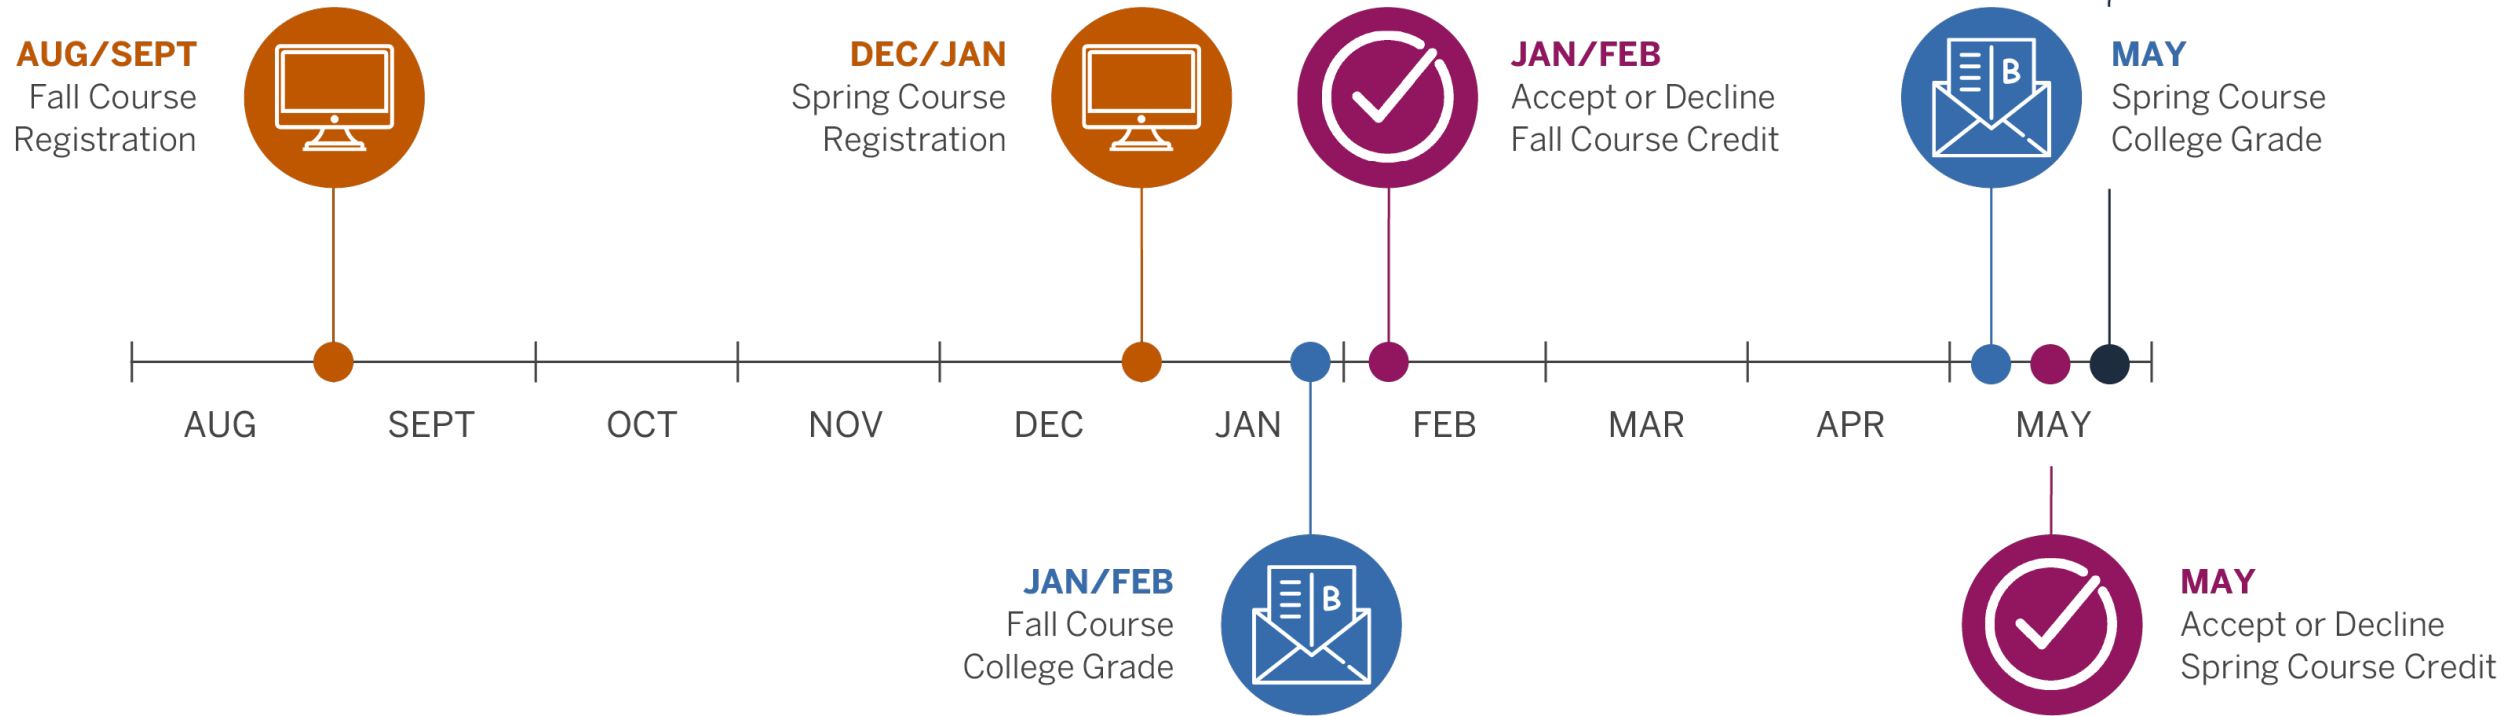 AUG/SEPT
Fall Course
Registration
DEC/JAN
Spring Course
Registration
JAN/FEB
Accept or Decline
Fall Course Credit
B
MAY
Spring Course
College Grade
AUG
SEPT
OCT
NOV
DEC
JAN
FEB
MAR
APR
MAY
JAN/FEB
Fall Course
College Grade
B
MAY
Accept or Decline
Spring Course Credit